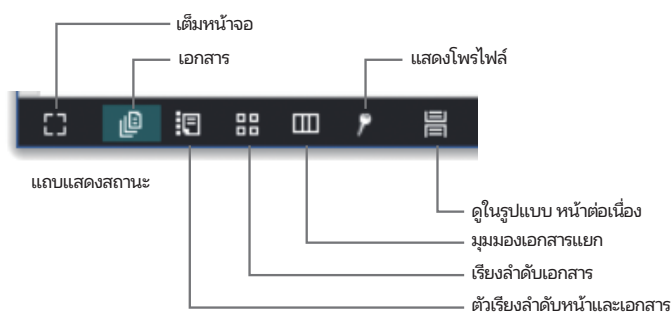 เต็มหน้าจอ
เอกสาร
แสดงโพรไฟล์
แถบแสดงสถานะ
ดูในรูปแบบ หน้าต่อเนื่อง
มุมมองเอกสารแยก
เรียงลำดับเอกสาร
ตัวเรียงลำดับหน้าและเอกสาร